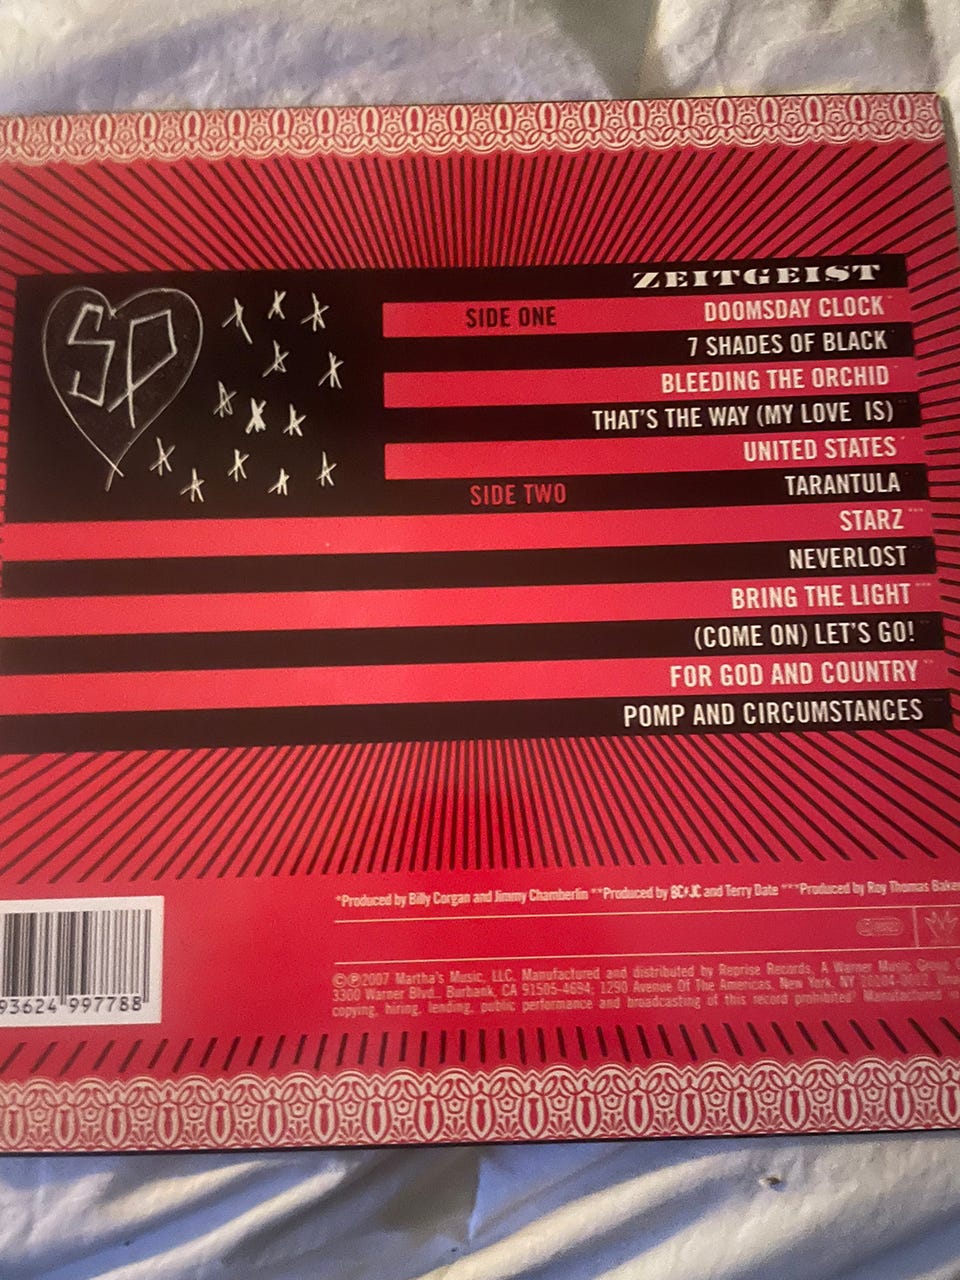 SP
ZEITGEIST
SIDE ONE DOOMSDAY CLOCK*
7 SHADES OF BLACK*
BLEEDING THE ORCHID**
THAT'S THE WAY (MY LOVE IS)**
UNITED STATES*
SIDE TWO TARANTULA*
STARZ***
NEVERLOST**
BRING THE LIGHT***
(COME ON) LET'S GO!**
FOR GOD AND COUNTRY**
POMP AND CIRCUMSTANCES
*Produced by Billy Corgan and Jimmy Chamberlin **Produced by BC+JC and Terry Date ***Produced by Roy Thomas Baker
©℗2007 Martha's Music, LLC. Manufactured and distributed by Reprise Records, A Warner Music Group
3300 Warner Blvd., Burbank, CA 91505-4694; 1290 Avenue Of The Americas, New York, NY
copying, hiring, lending, public performance and broadcasting of this record prohibited! Manufactured
93624 997788